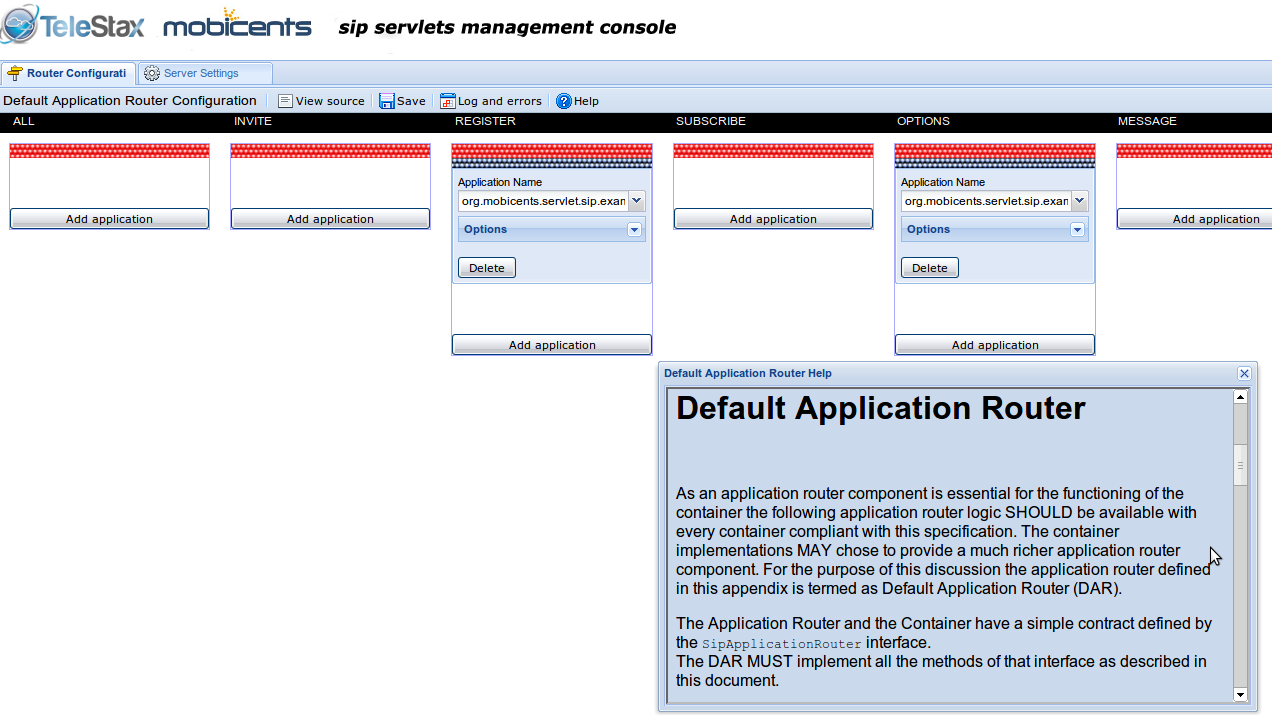 TeleStax mobicents sip servlets management console
Router Configurati Server Settings
Default Application Router Configuration View source Save Log and errors Help
ALL INVITE REGISTER SUBSCRIBE OPTIONS MESSAGE
Application Name Application Name
org.mobicents.servlet.sip.exam org.mobicents.servlet.sip.exam
Add application Add application Add application Add application
Options Options
Delete Delete
Add application Add application
Default Application Router Help
Default Application Router
As an application router component is essential for the functioning of the
container the following application router logic SHOULD be available with
every container compliant with this specification. The container
implementations MAY chose to provide a much richer application router
component. For the purpose of this discussion the application router defined
in this appendix is termed as Default Application Router (DAR).
The Application Router and the Container have a simple contract defined by
the SipApplicationRouter interface.
The DAR MUST implement all the methods of that interface as described in
this document.